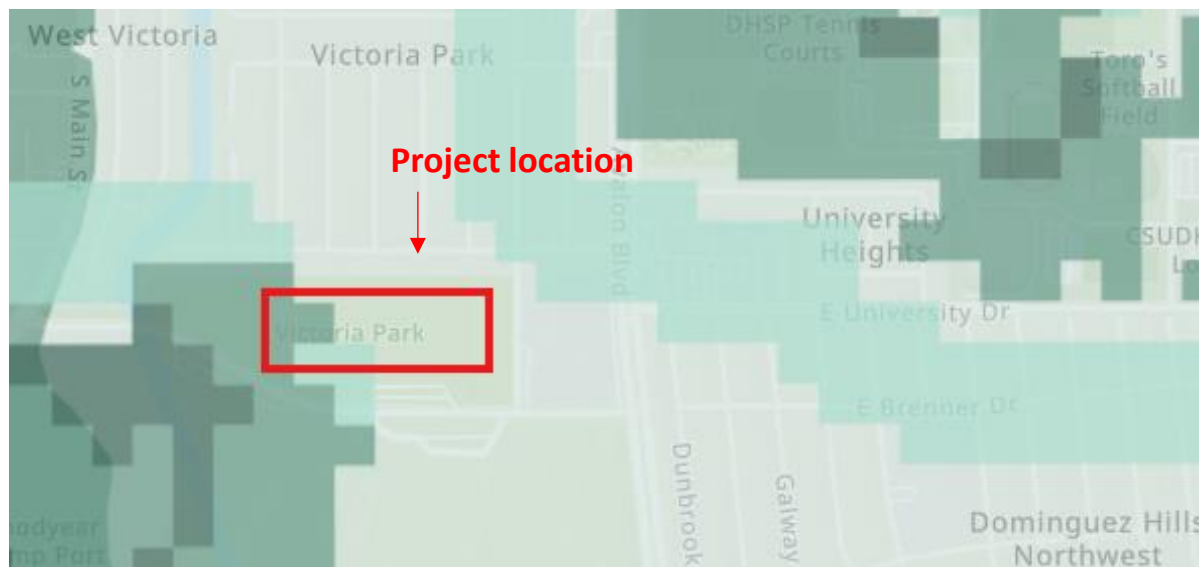 West Victoria
Victoria Park
DHSP Tennis
Courts
Toro's
Softball
Field
S Main St
Project location
Avalon Blvd
University
Heights
CSUDH
Victoria Park
E University Dr
E Brenner Dr
Dunbrook
Galway
Dominguez Hills
Northwest